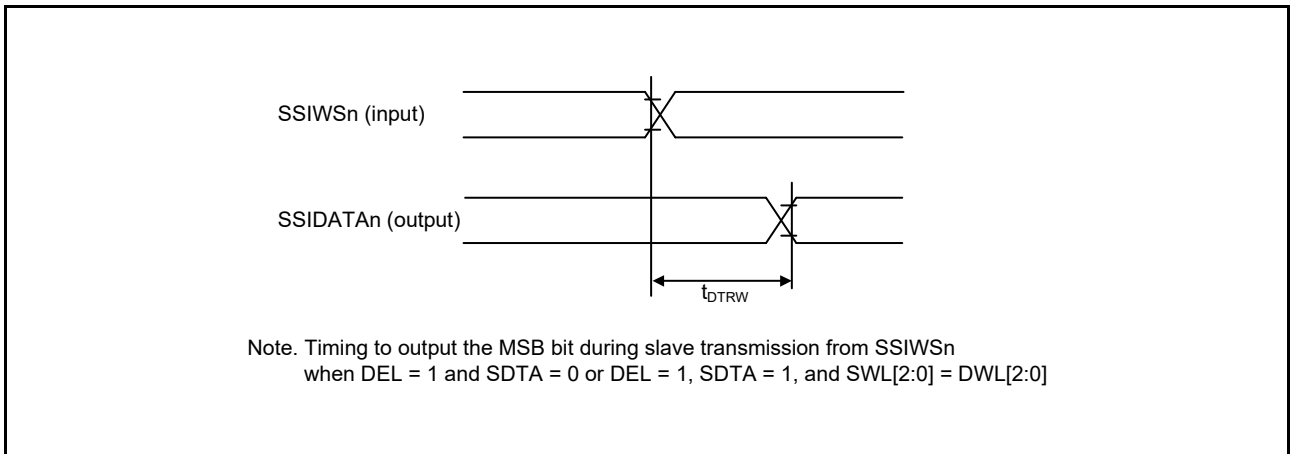 SSIWSn (input)
SSIDATAn (output)
tDTRW
Note. Timing to output the MSB bit during slave transmission from SSIWSn
when DEL = 1 and SDTA = 0 or DEL = 1, SDTA = 1, and SWL[2:0] = DWL[2:0]